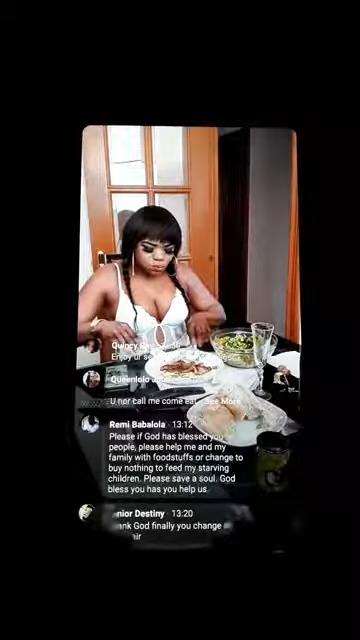 Quincy
Enjoy ur se
Queenlolo
U nor call me come eat See More
Remi Babalola · 13:12
Please if God has blessed you
people, please help me and my
family with foodstuffs or change to
buy nothing to feed my starving
children. Please save a soul. God
bless you has you help us
nior Destiny · 13:20
ank God finally you change
ir